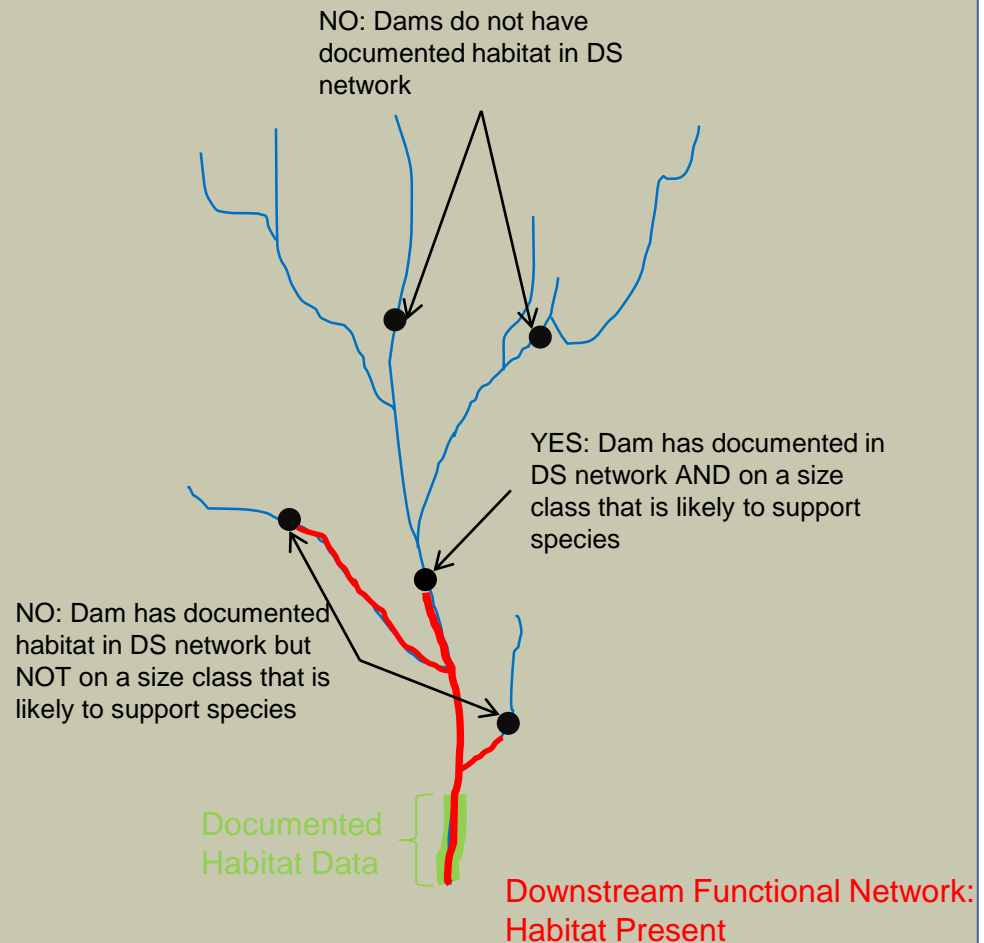 NO: Dams do not have
documented habitat in DS
network
YES: Dam has documented in
DS network AND on a size
class that is likely to support
species
NO: Dam has documented
habitat in DS network but
NOT on a size class that is
likely to support species
Documented
Habitat Data
Downstream Functional Network:
Habitat Present